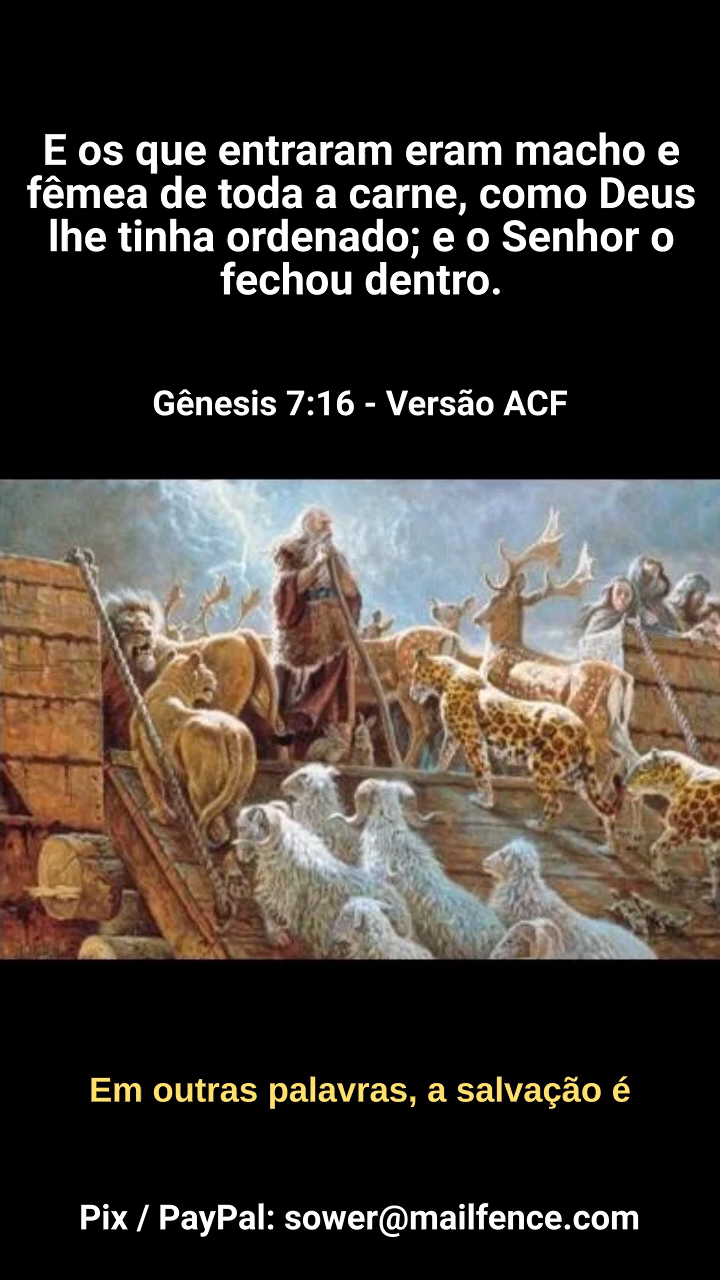 E os que entraram eram macho e
fêmea de toda a carne, como Deus
lhe tinha ordenado; e o Senhor o
fechou dentro.
Gênesis 7:16 - Versão ACF
Em outras palavras, a salvação é
Pix / PayPal: sower@mailfence.com